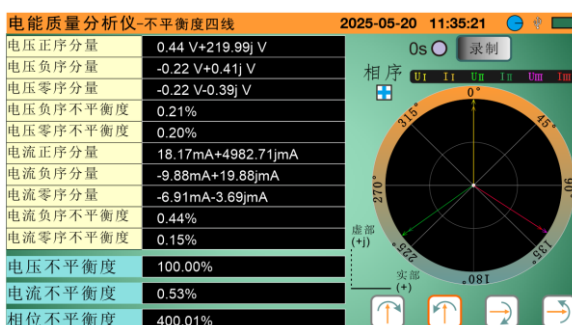 电能质量分析仪-不平衡度四线 2025-05-20 11:35:21
电压正序分量 0.44 V+219.99j V
电压负序分量 -0.22 V+0.41j V
电压零序分量 -0.22 V-0.39j V
电压负序不平衡度 0.21%
电压零序不平衡度 0.20%
电流正序分量 18.17mA+4982.71jmA
电流负序分量 -9.88mA+19.88jmA
电流零序分量 -6.91mA-3.69jmA
电流负序不平衡度 0.44%
电流零序不平衡度 0.15%
电压不平衡度 100.00%
电流不平衡度 0.53%
相位不平衡度 400.01%
0s 录制
相序 UI II UII III UIII IIII
0°
45°
90°
135°
180°
225°
270°
315°
虚部
(+j)
实部
(+)